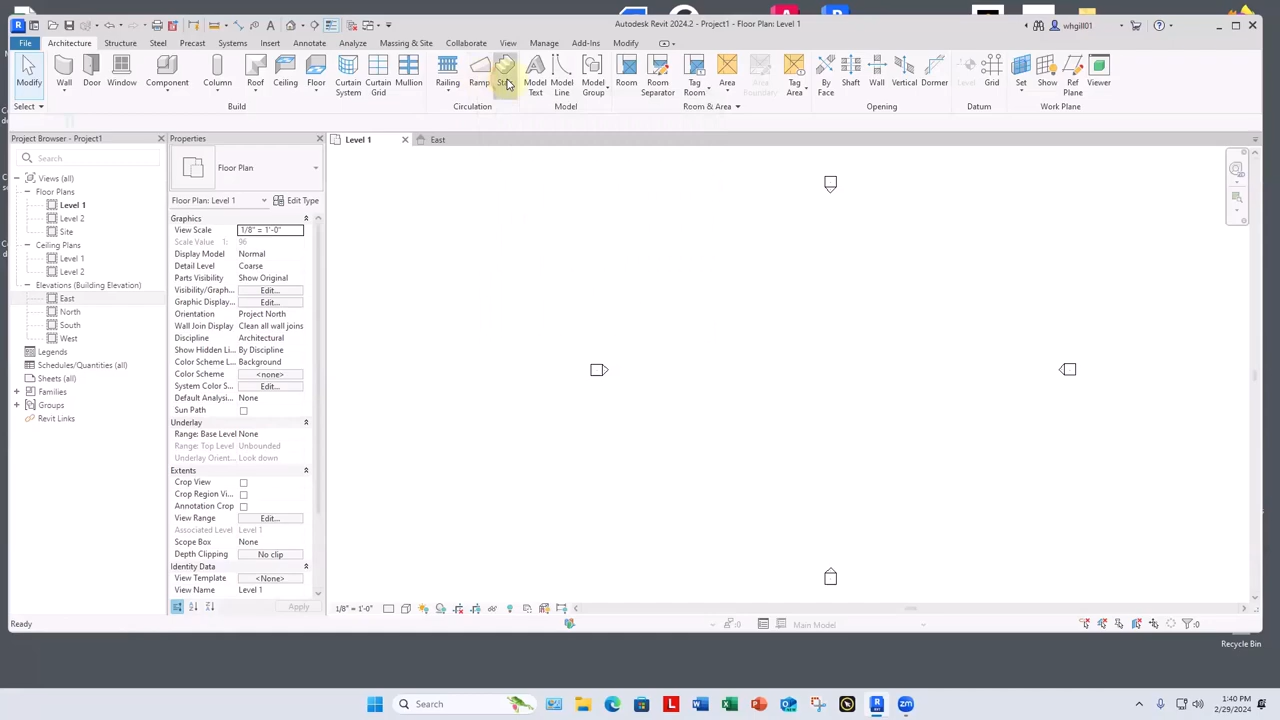 Autodesk Revit 2024.2 - Project1 - Floor Plan: Level 1
whgill01
File Architecture Structure Steel Precast Systems Insert Annotate Analyze Massing & Site Collaborate View Manage Add-Ins Modify
Modify Wall Door Window Component Column Roof Ceiling Floor Curtain System Curtain Grid Mullion Railing Ramp Stair Model Text Model Line Model Group Room Room Separator Tag Room Area Area Boundary Tag Area By Face Shaft Wall Vertical Dormer Level Grid Set Show Ref Plane Viewer
Select Build Circulation Model Room & Area Opening Datum Work Plane
Project Browser - Project1
Search
Views (all)
Floor Plans
Level 1
Level 2
Site
Ceiling Plans
Level 1
Level 2
Elevations (Building Elevation)
East
North
South
West
Legends
Schedules/Quantities (all)
Sheets (all)
Families
Groups
Revit Links
Properties
Floor Plan
Floor Plan: Level 1 Edit Type
Graphics
View Scale 1/8" = 1'-0"
Scale Value 1: 96
Display Model Normal
Detail Level Coarse
Parts Visibility Show Original
Visibility/Graph... Edit...
Graphic Display... Edit...
Orientation Project North
Wall Join Display Clean all wall joins
Discipline Architectural
Show Hidden Li... By Discipline
Color Scheme L... Background
Color Scheme <none>
System Color S... Edit...
Default Analysi... None
Sun Path
Underlay
Range: Base Level None
Range: Top Level Unbounded
Underlay Orient... Look down
Extents
Crop View
Crop Region Vi...
Annotation Crop
View Range Edit...
Associated Level Level 1
Scope Box None
Depth Clipping No clip
Identity Data
View Template <None>
View Name Level 1
Apply
Level 1 East
1/8" = 1'-0"
Ready
:0 Main Model :0
Recycle Bin
Search
1:40 PM
2/29/2024